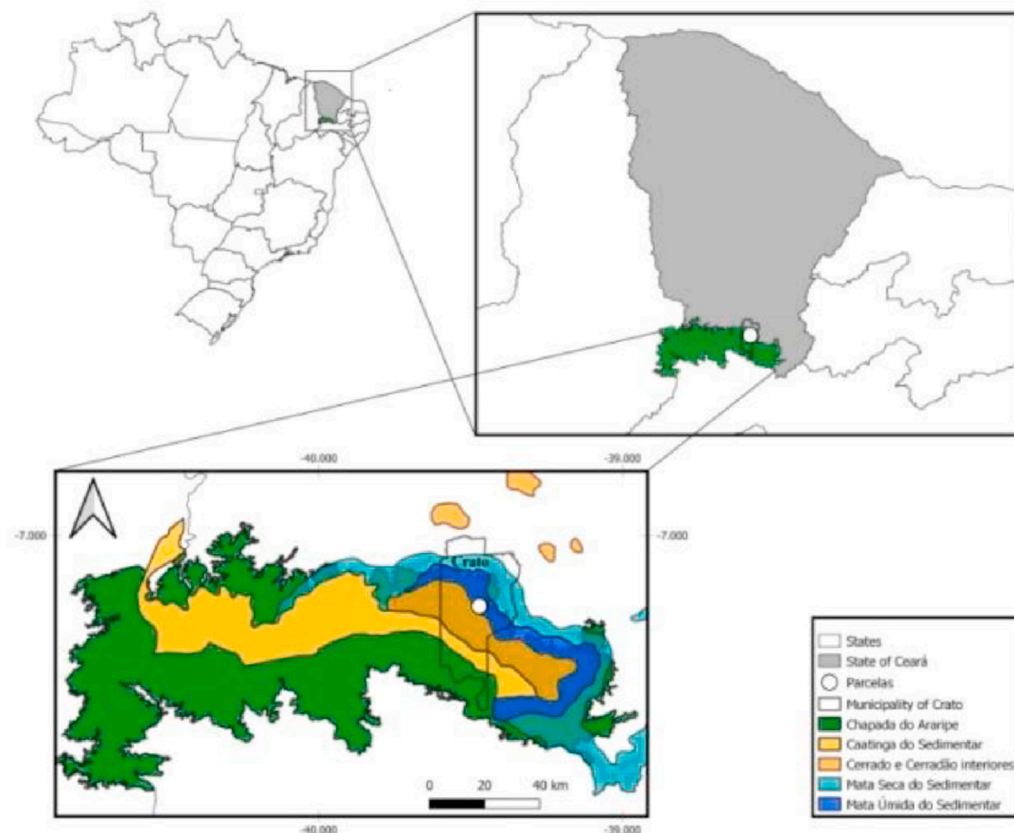 -40.000 -39.000
-7.000 -7.000
Crato
0 20 40 km
-40.000 -39.000
States
State of Ceará
Parcelas
Municipality of Crato
Chapada do Araripe
Caatinga do Sedimentar
Cerrado e Cerradão interiores
Mata Seca do Sedimentar
Mata Úmida do Sedimentar